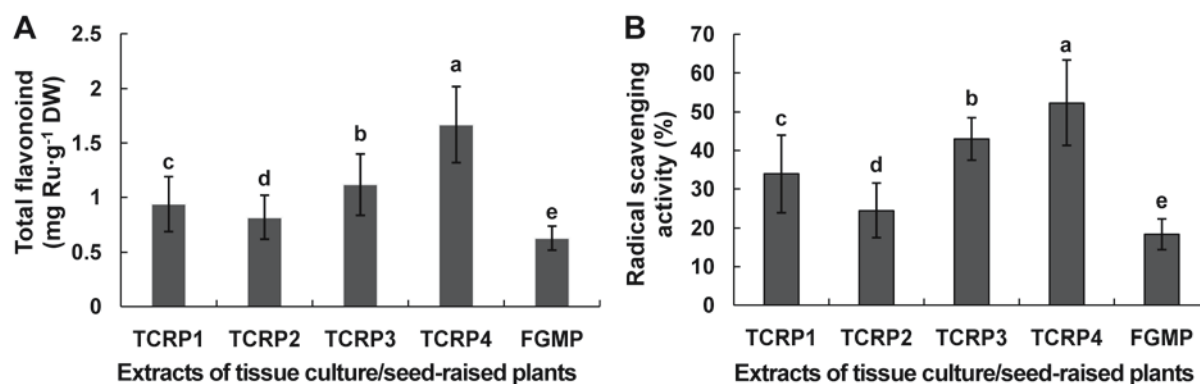 A
Total flavonoind
(mg Ru·g⁻¹ DW)
2.5
2
1.5
1
0.5
0
c
d
b
a
e
TCRP1 TCRP2 TCRP3 TCRP4 FGMP
Extracts of tissue culture/seed-raised plants
B
Radical scavenging
activity (%)
70
60
50
40
30
20
10
0
c
d
b
a
e
TCRP1 TCRP2 TCRP3 TCRP4 FGMP
Extracts of tissue culture/seed-raised plants